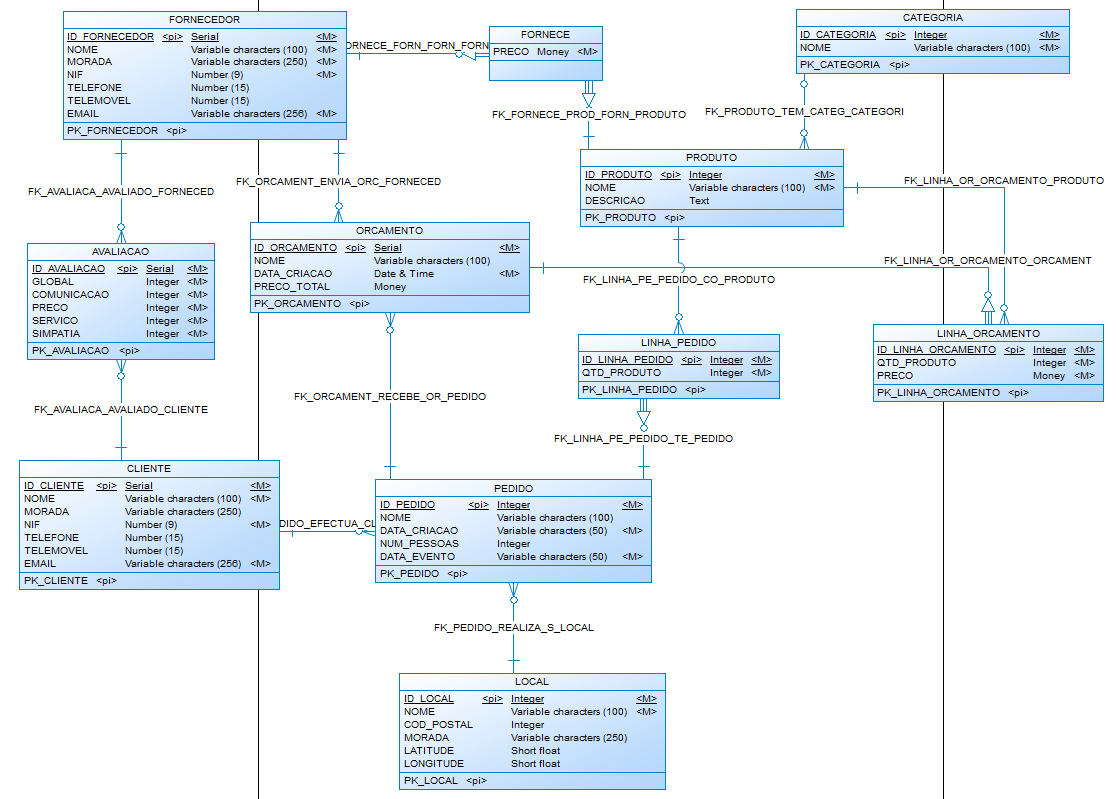 FORNECEDOR
ID_FORNECEDOR <pi> Serial <M>
NOME Variable characters (100) <M>
MORADA Variable characters (250) <M>
NIF Number (9) <M>
TELEFONE Number (15)
TELEMOVEL Number (15)
EMAIL Variable characters (256) <M>
PK_FORNECEDOR <pi>
ORNECE_FORN_FORN_FORN
FORNECE
PRECO Money <M>
CATEGORIA
ID_CATEGORIA <pi> Integer <M>
NOME Variable characters (100) <M>
PK_CATEGORIA <pi>
FK_FORNECE_PROD_FORN_PRODUTO
FK_PRODUTO_TEM_CATEG_CATEGORI
FK_AVALIACA_AVALIADO_FORNECED
FK_ORCAMENT_ENVIA_ORC_FORNECED
PRODUTO
ID_PRODUTO <pi> Integer <M>
NOME Variable characters (100) <M>
DESCRICAO Text
PK_PRODUTO <pi>
FK_LINHA_OR_ORCAMENTO_PRODUTO
AVALIACAO
ID_AVALIACAO <pi> Serial <M>
GLOBAL Integer <M>
COMUNICACAO Integer <M>
PRECO Integer <M>
SERVICO Integer <M>
SIMPATIA Integer <M>
PK_AVALIACAO <pi>
ORCAMENTO
ID_ORCAMENTO <pi> Serial <M>
NOME Variable characters (100)
DATA_CRIACAO Date & Time <M>
PRECO_TOTAL Money
PK_ORCAMENTO <pi>
FK_LINHA_OR_ORCAMENTO_ORCAMENT
FK_LINHA_PE_PEDIDO_CO_PRODUTO
LINHA_PEDIDO
ID_LINHA_PEDIDO <pi> Integer <M>
QTD_PRODUTO Integer <M>
PK_LINHA_PEDIDO <pi>
LINHA_ORCAMENTO
ID_LINHA_ORCAMENTO <pi> Integer <M>
QTD_PRODUTO Integer <M>
PRECO Money <M>
PK_LINHA_ORCAMENTO <pi>
FK_AVALIACA_AVALIADO_CLIENTE
FK_ORCAMENT_RECEBE_OR_PEDIDO
FK_LINHA_PE_PEDIDO_TE_PEDIDO
CLIENTE
ID_CLIENTE <pi> Serial <M>
NOME Variable characters (100) <M>
MORADA Variable characters (250)
NIF Number (9) <M>
TELEFONE Number (15)
TELEMOVEL Number (15)
EMAIL Variable characters (256) <M>
PK_CLIENTE <pi>
DIDO_EFECTUA_CL
PEDIDO
ID_PEDIDO <pi> Integer <M>
NOME Variable characters (100)
DATA_CRIACAO Variable characters (50) <M>
NUM_PESSOAS Integer
DATA_EVENTO Variable characters (50) <M>
PK_PEDIDO <pi>
FK_PEDIDO_REALIZA_S_LOCAL
LOCAL
ID_LOCAL <pi> Integer <M>
NOME Variable characters (100) <M>
COD_POSTAL Integer
MORADA Variable characters (250)
LATITUDE Short float
LONGITUDE Short float
PK_LOCAL <pi>